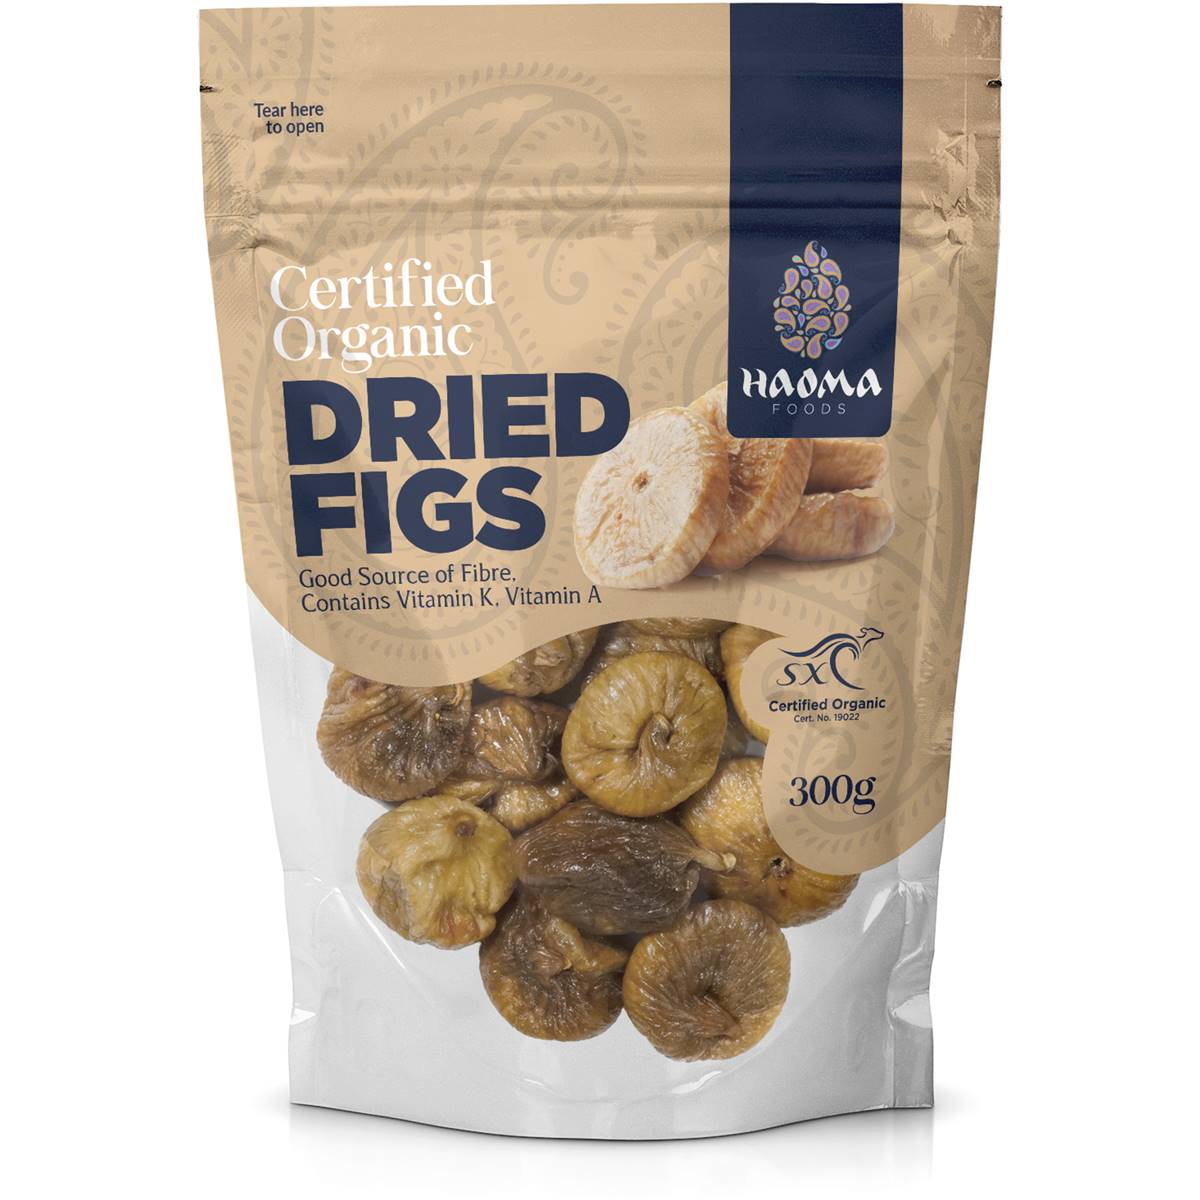 Tear here
to open
Certified
Organic
DRIED
FIGS
Good Source of Fibre,
Contains Vitamin K, Vitamin A
HAOMA
FOODS
SXC
Certified Organic
Cert. No. 19022
300g